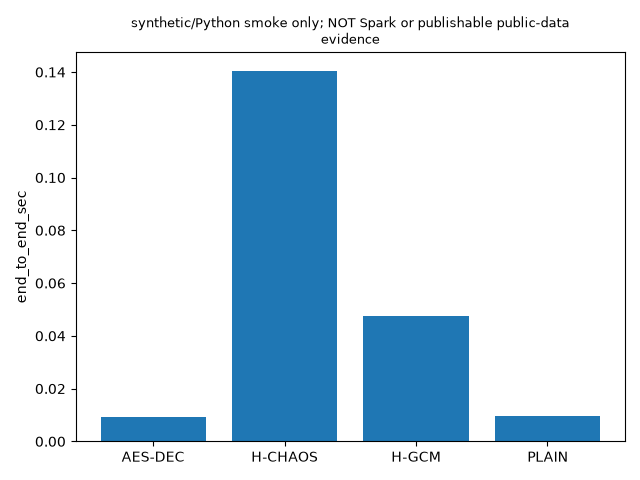 synthetic/Python smoke only; NOT Spark or publishable public-data
evidence
end_to_end_sec
0.14
0.12
0.10
0.08
0.06
0.04
0.02
0.00
AES-DEC H-CHAOS H-GCM PLAIN